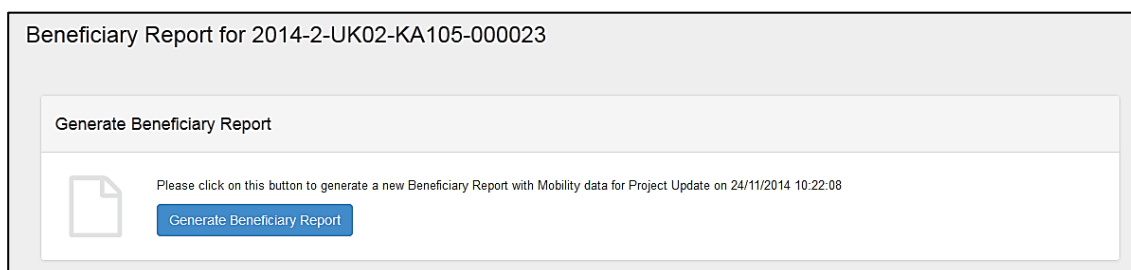 Beneficiary Report for 2014-2-UK02-KA105-000023
Generate Beneficiary Report
Please click on this button to generate a new Beneficiary Report with Mobility data for Project Update on 24/11/2014 10:22:08
Generate Beneficiary Report